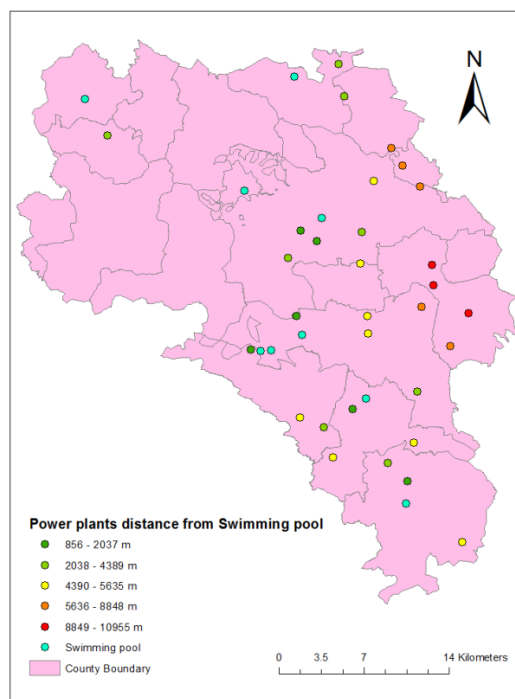 N
Power plants distance from Swimming pool
856 - 2037 m
2038 - 4389 m
4390 - 5635 m
5636 - 8848 m
8849 - 10955 m
Swimming pool
County Boundary
0 3.5 7 14 Kilometers